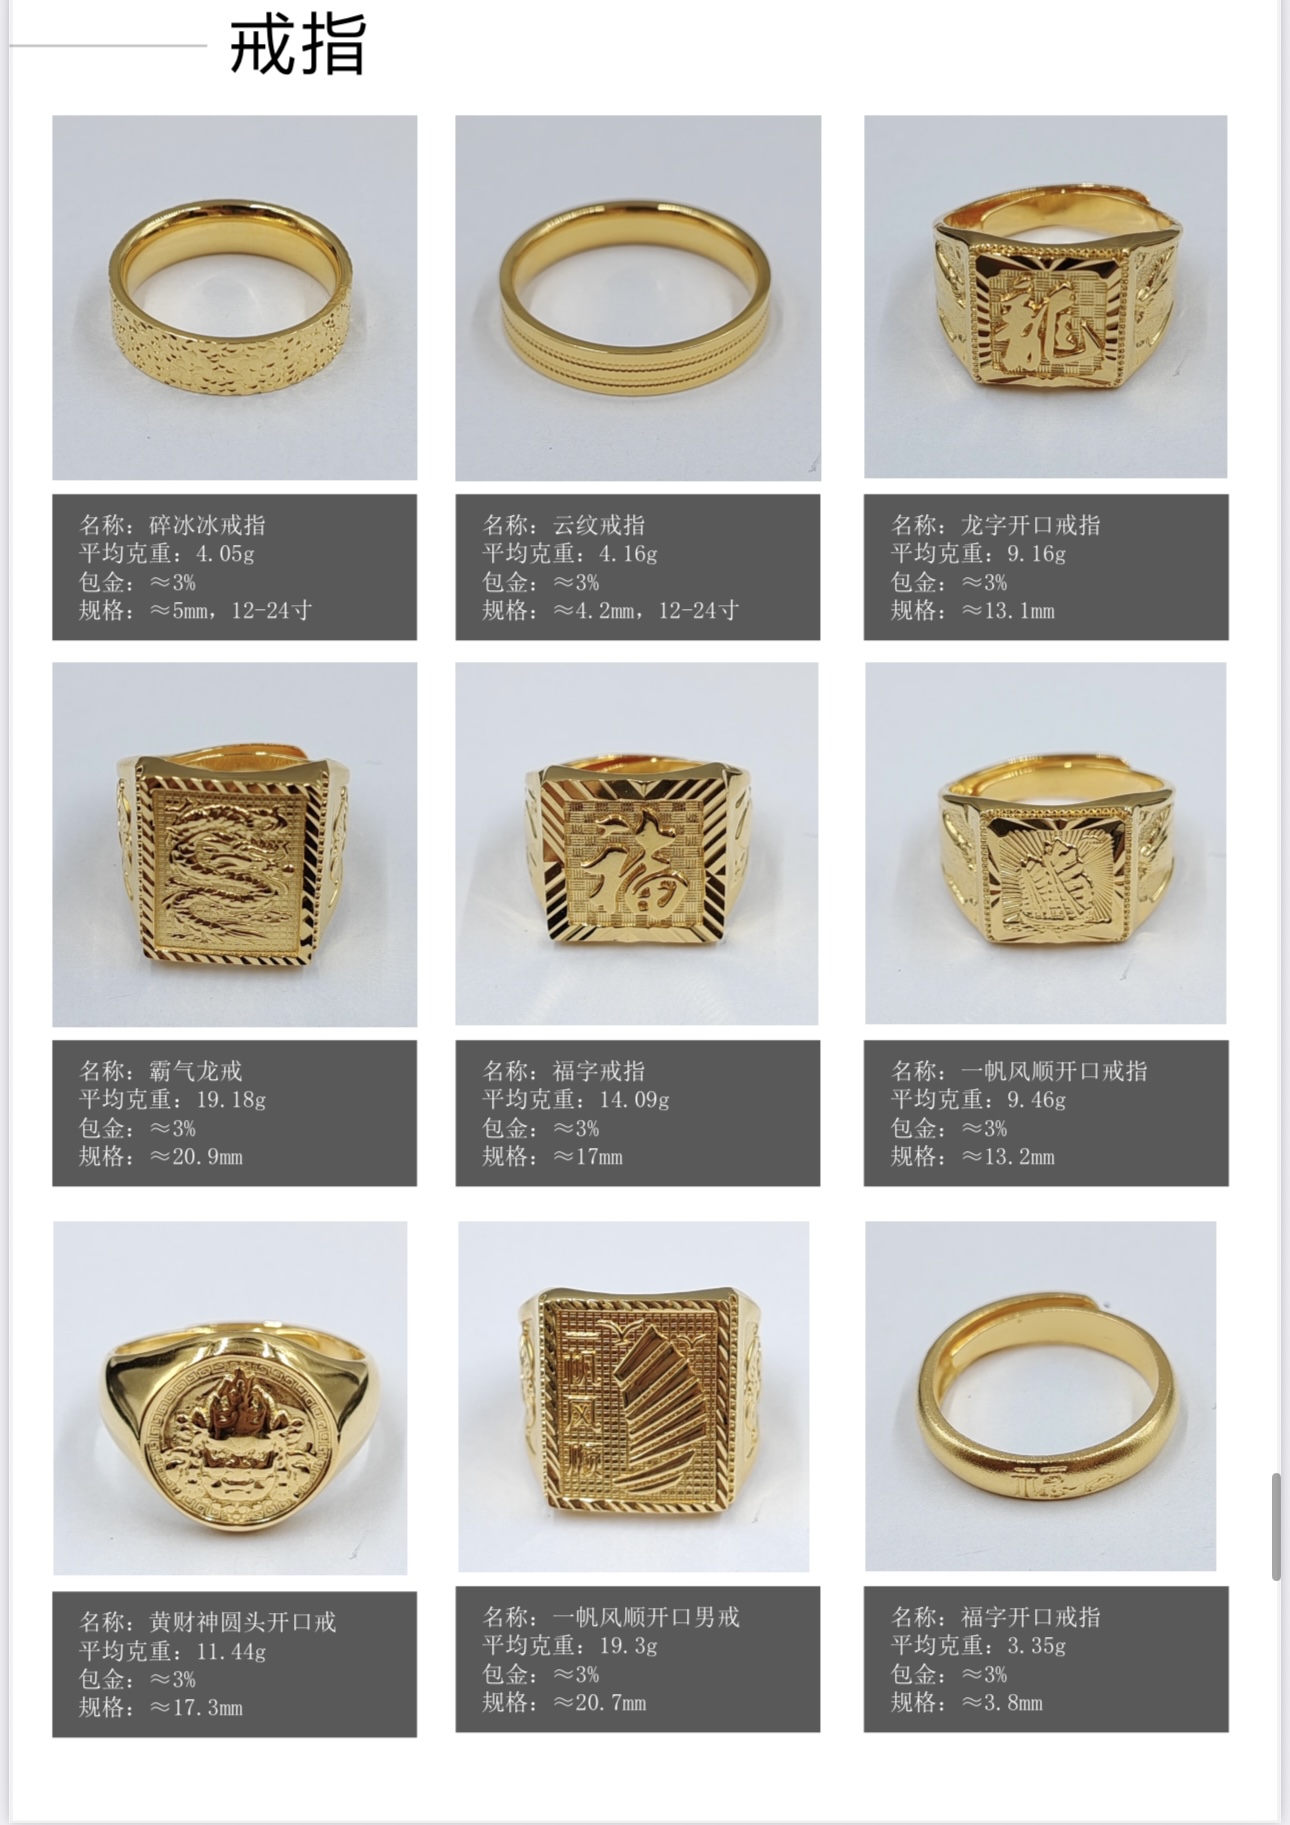 戒指
名称：碎冰冰戒指
平均克重：4.05g
包金：≈3%
规格：≈5mm，12-24寸
名称：云纹戒指
平均克重：4.16g
包金：≈3%
规格：≈4.2mm，12-24寸
龍
名称：龙字开口戒指
平均克重：9.16g
包金：≈3%
规格：≈13.1mm
名称：霸气龙戒
平均克重：19.18g
包金：≈3%
规格：≈20.9mm
福
名称：福字戒指
平均克重：14.09g
包金：≈3%
规格：≈17mm
名称：一帆风顺开口戒指
平均克重：9.46g
包金：≈3%
规格：≈13.2mm
名称：黄财神圆头开口戒
平均克重：11.44g
包金：≈3%
规格：≈17.3mm
一帆风顺
名称：一帆风顺开口男戒
平均克重：19.3g
包金：≈3%
规格：≈20.7mm
福
名称：福字开口戒指
平均克重：3.35g
包金：≈3%
规格：≈3.8mm